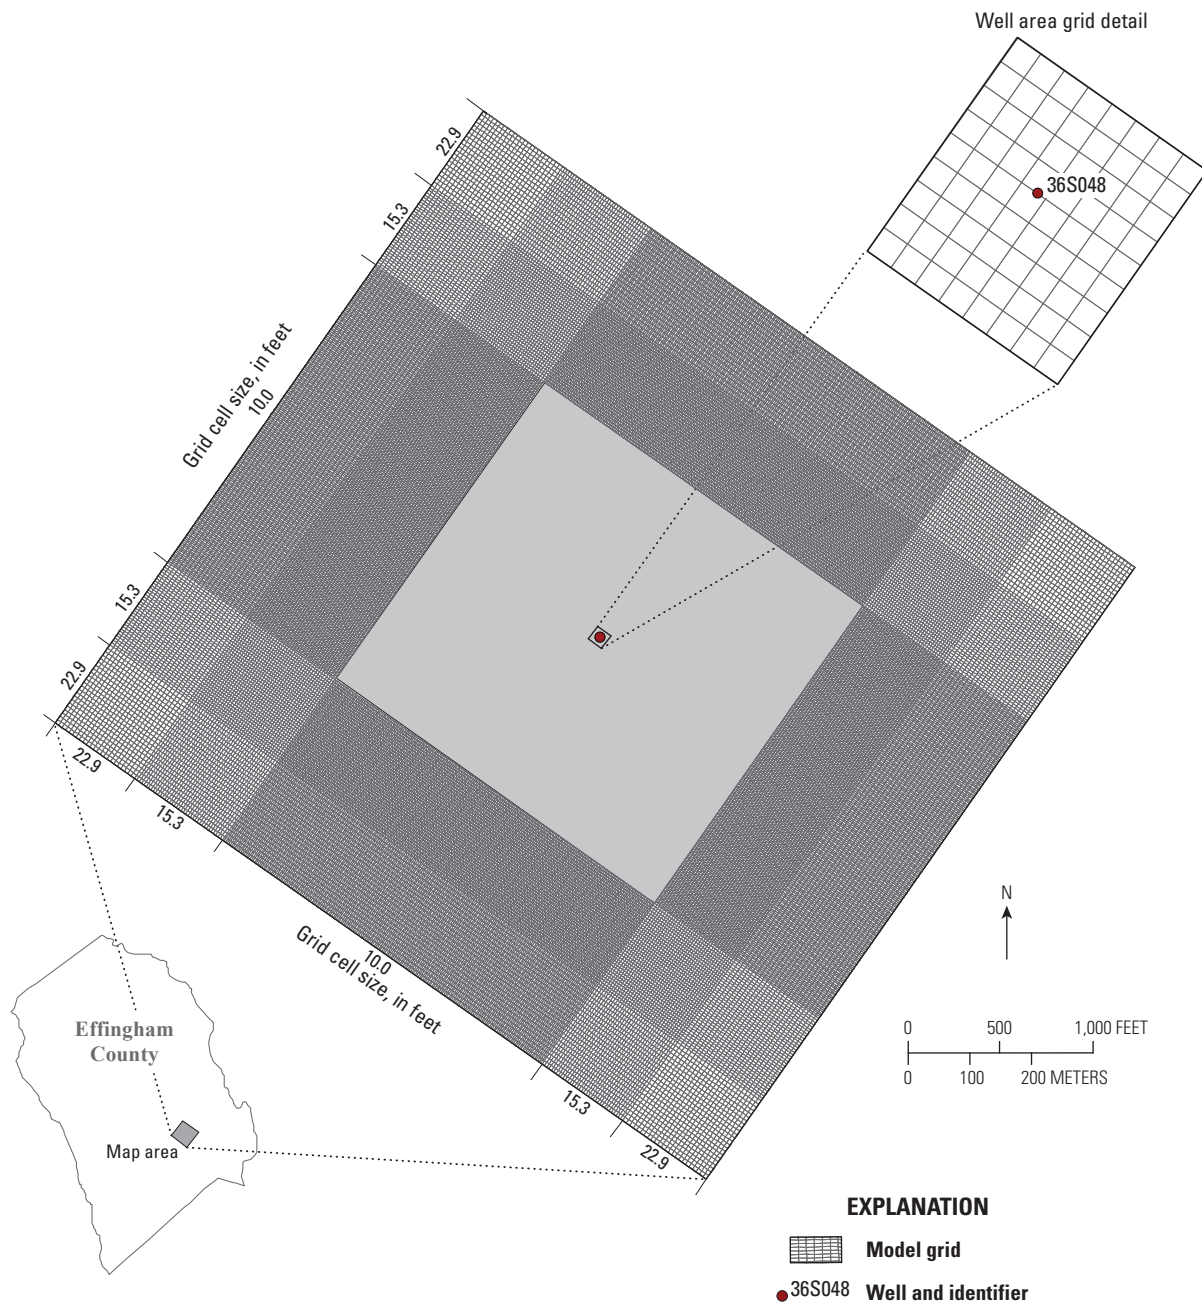 Well area grid detail
36S048
22.9
15.3
Grid cell size, in feet
10.0
15.3
22.9
22.9
15.3
10.0
Grid cell size, in feet
15.3
22.9
N
0 500 1,000 FEET
0 100 200 METERS
Effingham
County
Map area
EXPLANATION
Model grid
36S048 Well and identifier